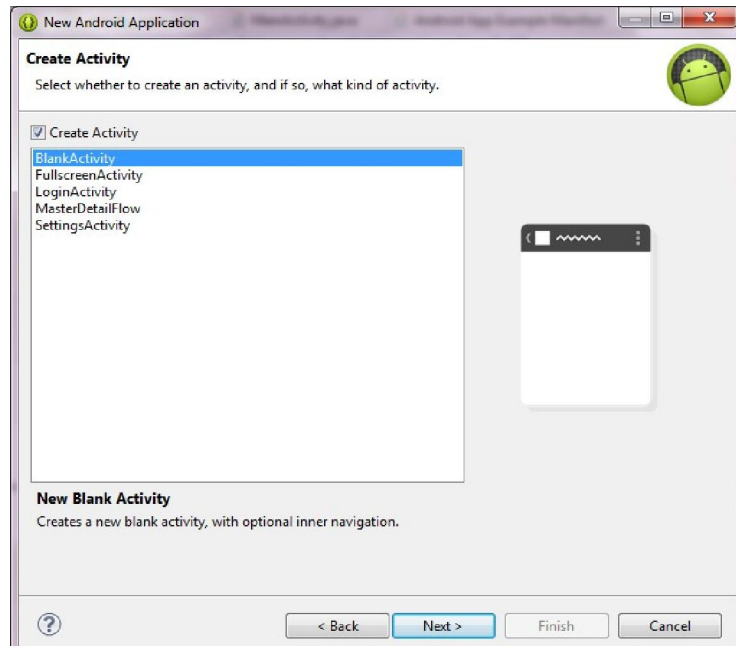 New Android Application
Create Activity
Select whether to create an activity, and if so, what kind of activity.
Create Activity
BlankActivity
FullscreenActivity
LoginActivity
MasterDetailFlow
SettingsActivity
New Blank Activity
Creates a new blank activity, with optional inner navigation.
?
< Back
Next >
Finish
Cancel